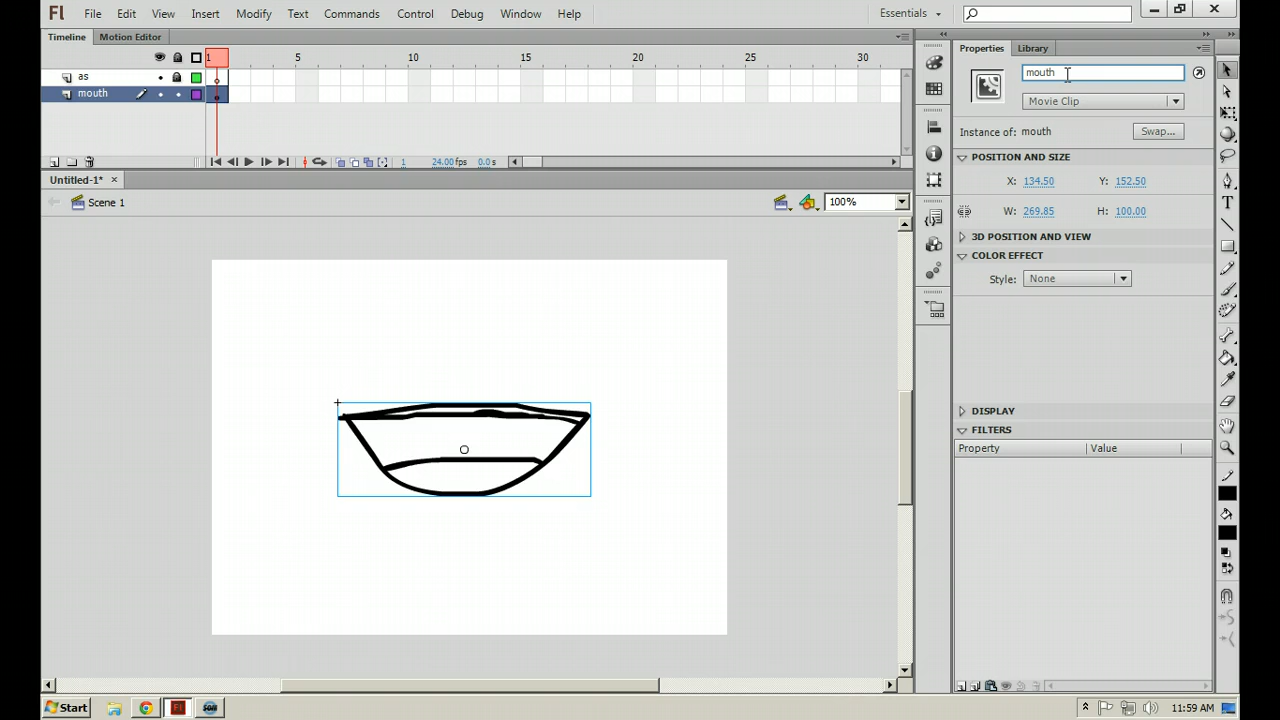 Fl File Edit View Insert Modify Text Commands Control Debug Window Help Essentials
Timeline Motion Editor
1 5 10 15 20 25 30
as
mouth
1 24.00 fps 0.0 s
Untitled-1*
Scene 1 100%
Properties Library
mouth
Movie Clip
Instance of: mouth Swap...
POSITION AND SIZE
X: 134.50 Y: 152.50
W: 269.85 H: 100.00
3D POSITION AND VIEW
COLOR EFFECT
Style: None
DISPLAY
FILTERS
Property Value
Start Fl 11:59 AM